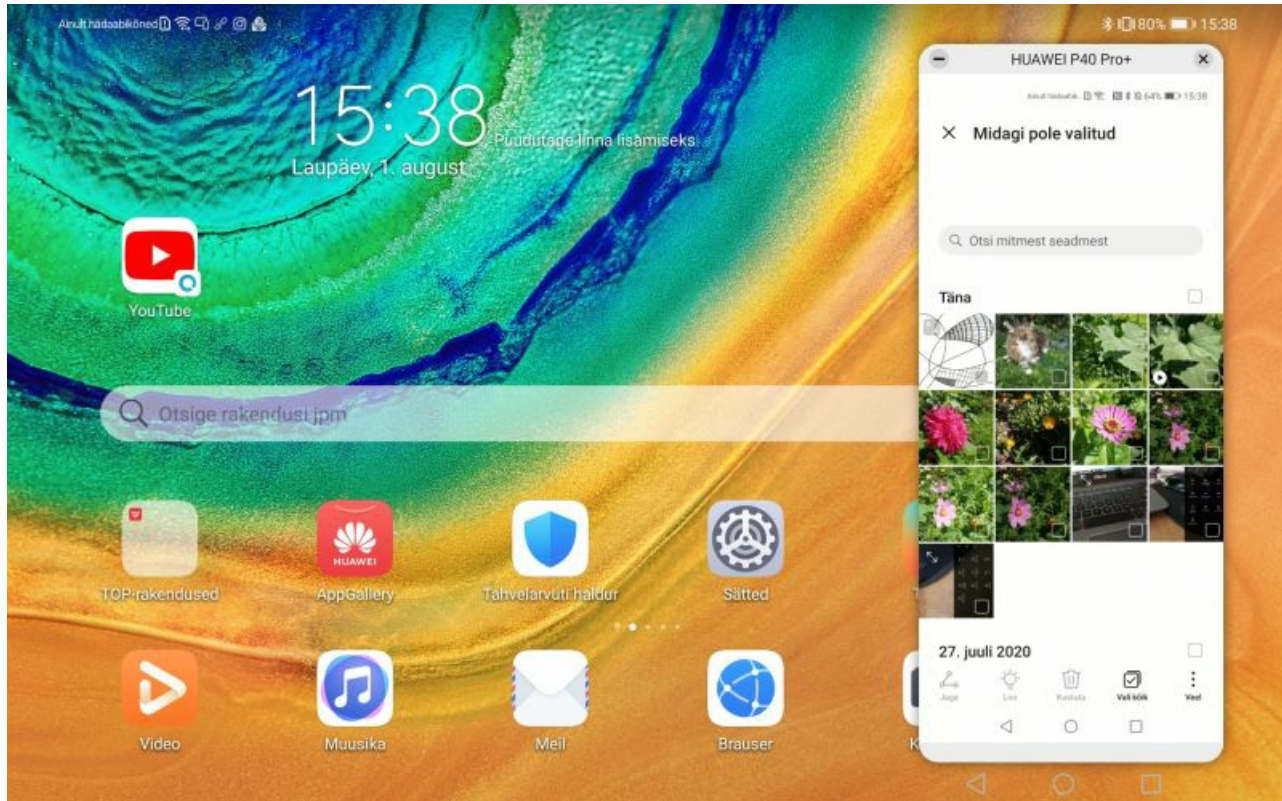 Ainult hädaabikõned
80% 15:38
15:38
Puudutage linna lisamiseks
Laupäev, 1. august
YouTube
Otsige rakendusi jpm
TOP-rakendused
HUAWEI
AppGallery
Tahvelarvuti haldur
Sätted
Video
Muusika
Meil
Brauser
K
HUAWEI P40 Pro+
64% 15:38
Midagi pole valitud
Otsi mitmest seadmest
Täna
27. juuli 2020
Jaga
Loo
Kustuta
Vali kõik
Veel